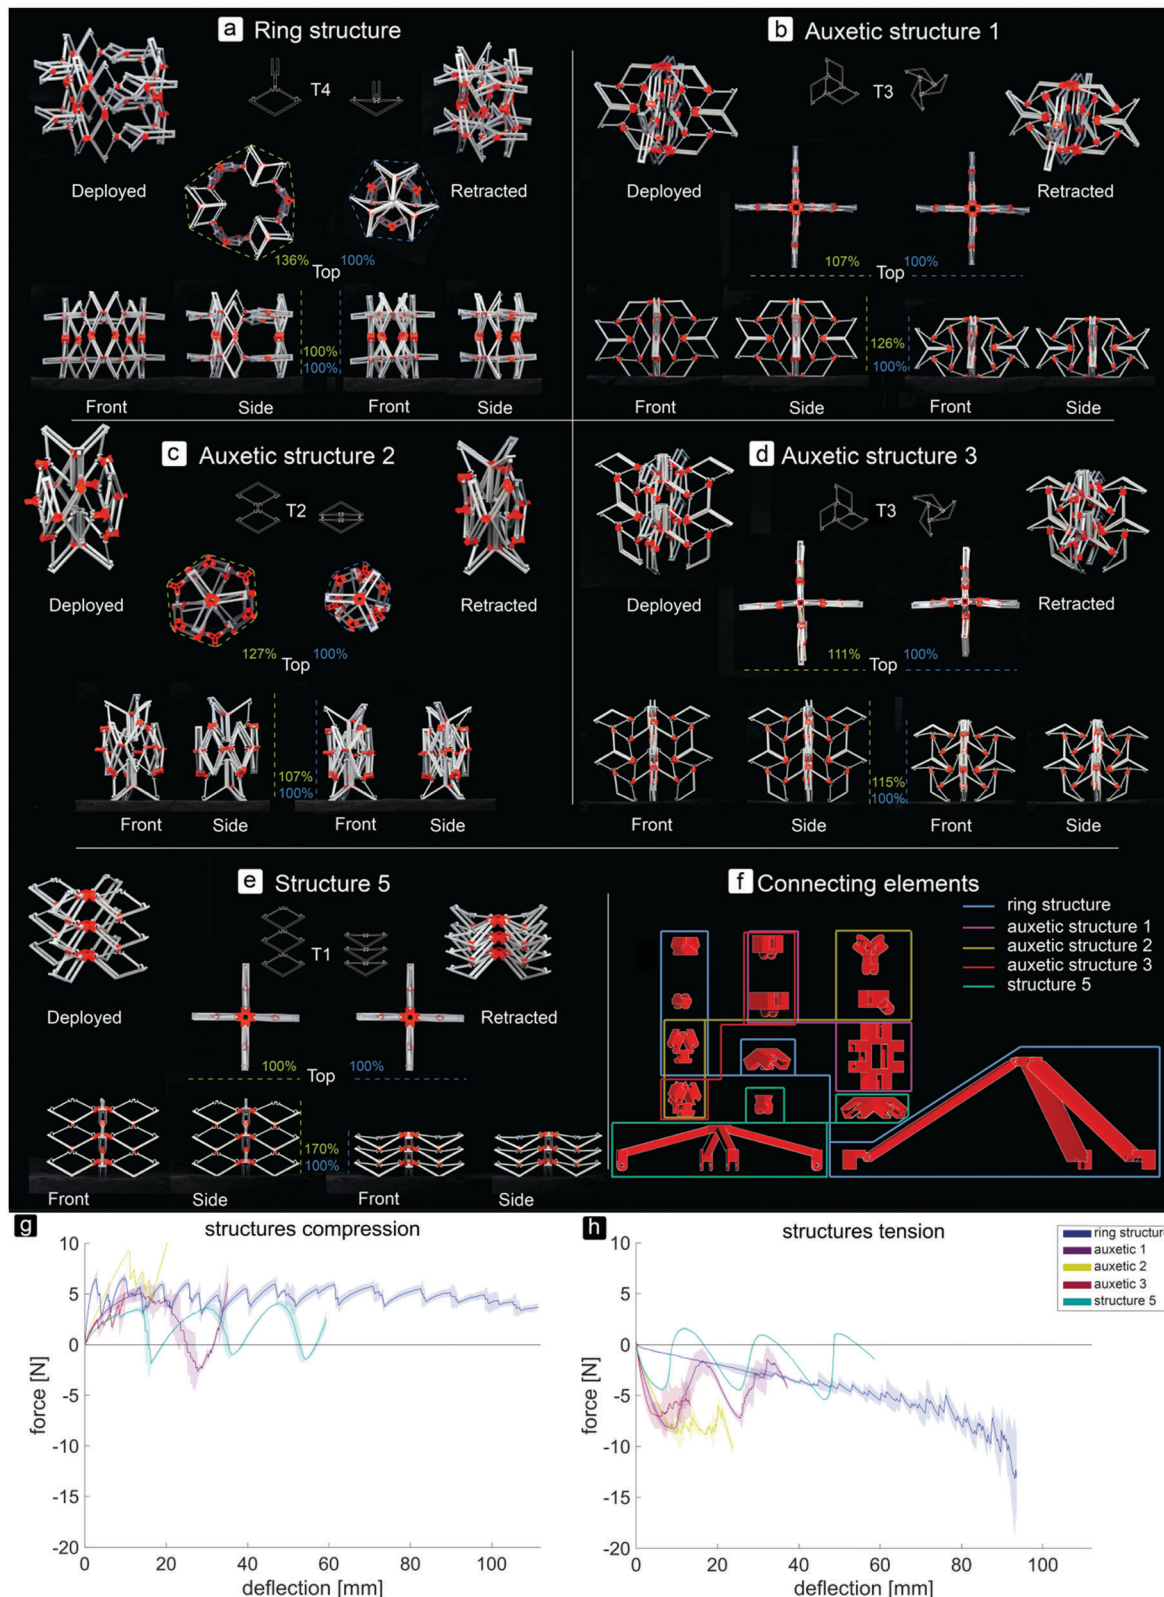 a Ring structure
T4
Deployed
Retracted
136%
100%
Top
100%
100%
Front
Side
Front
Side
b Auxetic structure 1
T3
Deployed
Retracted
107%
100%
Top
126%
100%
Front
Side
Front
Side
c Auxetic structure 2
T2
Deployed
Retracted
127%
100%
Top
107%
100%
Front
Side
Front
Side
d Auxetic structure 3
T3
Deployed
Retracted
111%
100%
Top
115%
100%
Front
Side
Front
Side
e Structure 5
T1
Deployed
Retracted
100%
100%
Top
170%
100%
Front
Side
Front
Side
f Connecting elements
ring structure
auxetic structure 1
auxetic structure 2
auxetic structure 3
structure 5
g structures compression
10
5
0
-5
-10
-15
-20
force [N]
0 20 40 60 80 100
deflection [mm]
h structures tension
ring structure
auxetic 1
auxetic 2
auxetic 3
structure 5
10
5
0
-5
-10
-15
-20
force [N]
0 20 40 60 80 100
deflection [mm]